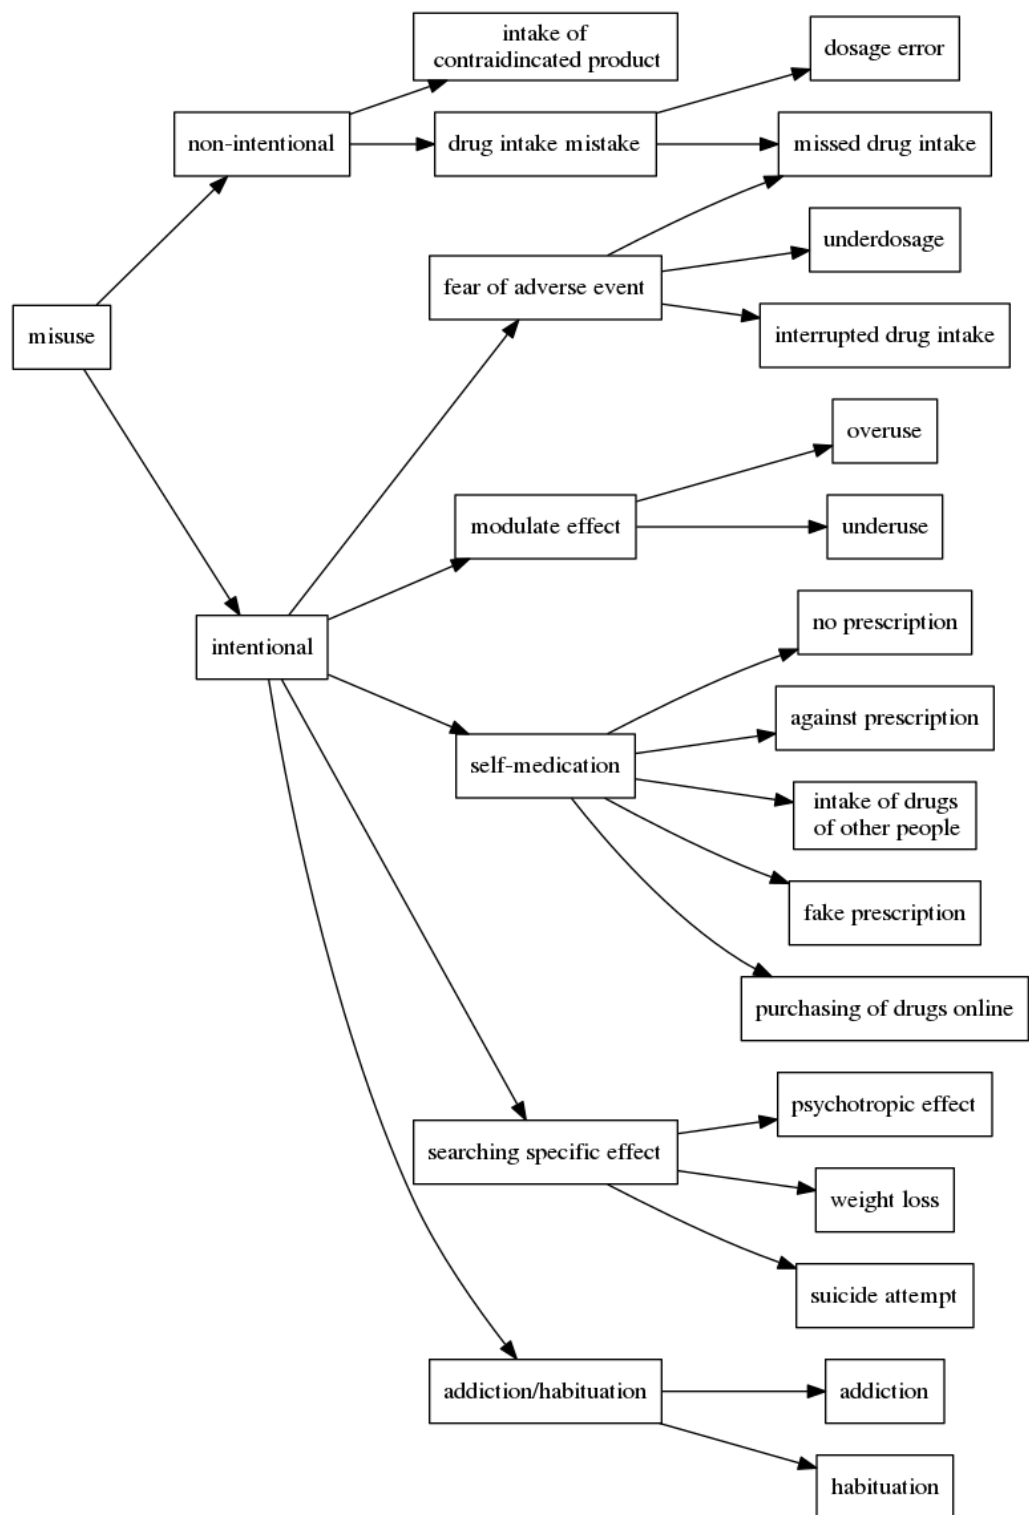 intake of
contraidincated product
dosage error
non-intentional
drug intake mistake
missed drug intake
underdosage
fear of adverse event
misuse
interrupted drug intake
overuse
modulate effect
underuse
no prescription
intentional
against prescription
self-medication
intake of drugs
of other people
fake prescription
purchasing of drugs online
psychotropic effect
searching specific effect
weight loss
suicide attempt
addiction/habituation
addiction
habituation